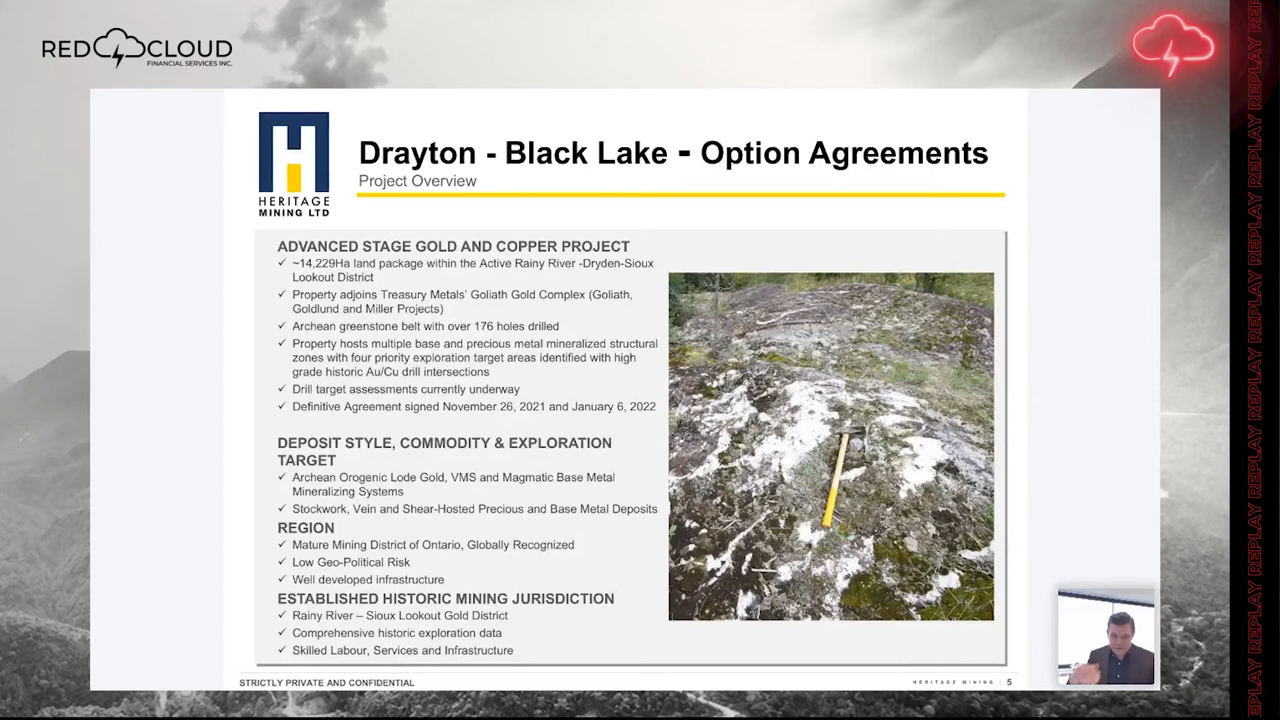 RED CLOUD
FINANCIAL SERVICES INC.
HERITAGE
MINING LTD
Drayton - Black Lake - Option Agreements
Project Overview
ADVANCED STAGE GOLD AND COPPER PROJECT
✓ ~14,229Ha land package within the Active Rainy River -Dryden-Sioux
Lookout District
✓ Property adjoins Treasury Metals' Goliath Gold Complex (Goliath,
Goldlund and Miller Projects)
✓ Archean greenstone belt with over 176 holes drilled
✓ Property hosts multiple base and precious metal mineralized structural
zones with four priority exploration target areas identified with high
grade historic Au/Cu drill intersections
✓ Drill target assessments currently underway
✓ Definitive Agreement signed November 26, 2021 and January 6, 2022
DEPOSIT STYLE, COMMODITY & EXPLORATION
TARGET
✓ Archean Orogenic Lode Gold, VMS and Magmatic Base Metal
Mineralizing Systems
✓ Stockwork, Vein and Shear-Hosted Precious and Base Metal Deposits
REGION
✓ Mature Mining District of Ontario, Globally Recognized
✓ Low Geo-Political Risk
✓ Well developed infrastructure
ESTABLISHED HISTORIC MINING JURISDICTION
✓ Rainy River – Sioux Lookout Gold District
✓ Comprehensive historic exploration data
✓ Skilled Labour, Services and Infrastructure
STRICTLY PRIVATE AND CONFIDENTIAL
HERITAGE MINING | 5
REPLAY REPLAY REPLAY REPLAY REPLAY REPLAY REPLAY REPLAY